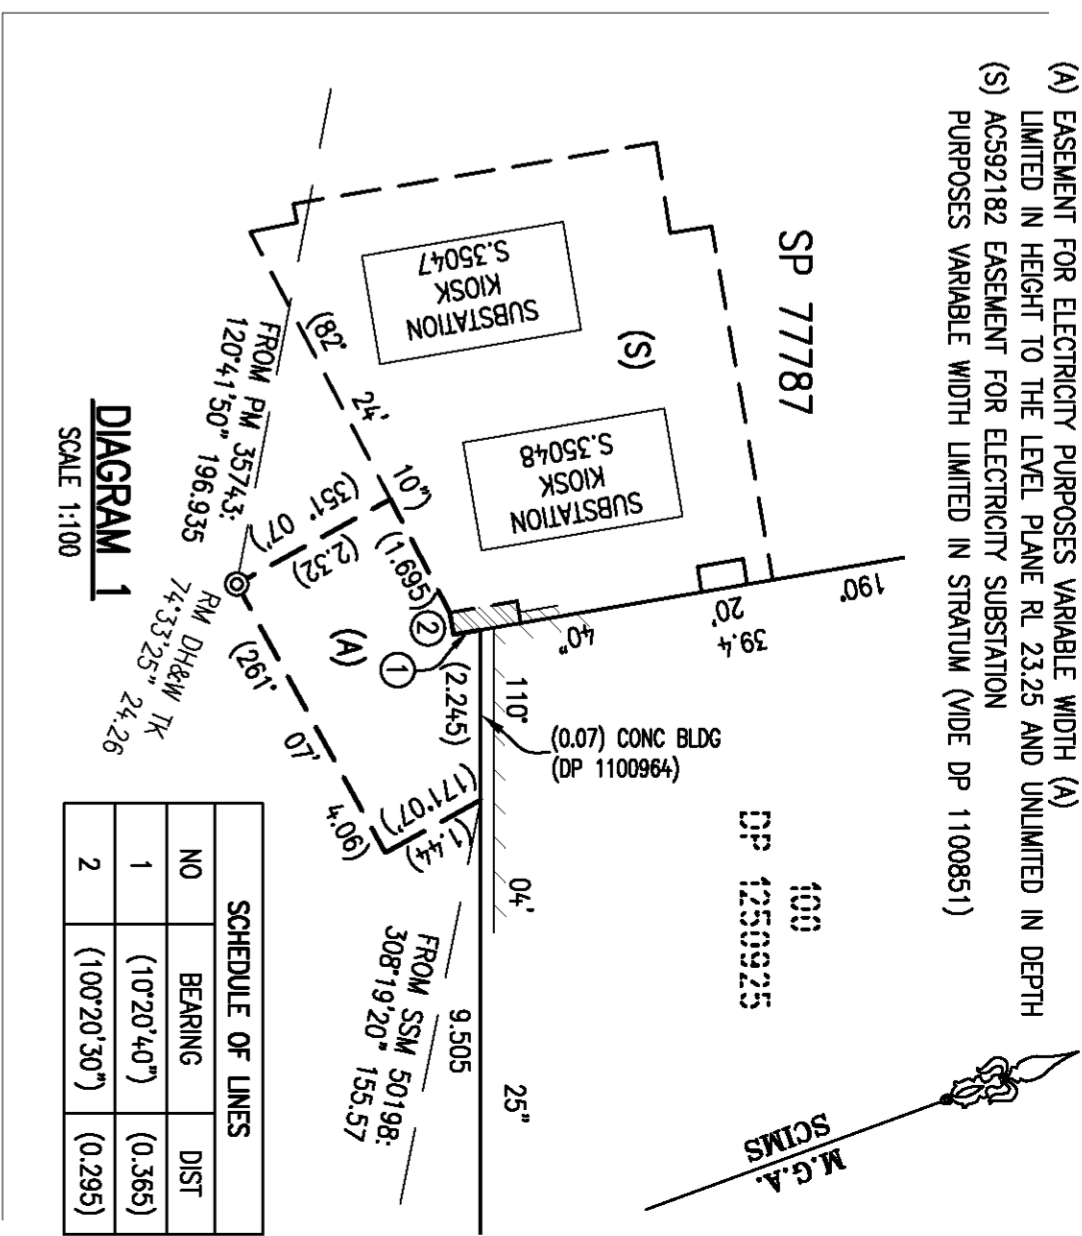 (A) EASEMENT FOR ELECTRICITY PURPOSES VARIABLE WIDTH (A)
LIMITED IN HEIGHT TO THE LEVEL PLANE RL 23.25 AND UNLIMITED IN DEPTH
(S) AC592182 EASEMENT FOR ELECTRICITY SUBSTATION
PURPOSES VARIABLE WIDTH LIMITED IN STRATUM (VIDE DP 1100851)
SP 77787
SUBSTATION
KIOSK
S.35047
SUBSTATION
KIOSK
S.35048
(S)
190°
20'
40"
39.4
100
DP 1250925
(0.07) CONC BLDG
(DP 1100964)
110°
04'
25"
9.505
(2.245)
1
2
(A)
(82°
24'
10")
(1.695)
(351° 07')
(2.32)
(261°
07'
4.06)
(171°07')
(1.44)
FROM PM 35743:
120°41'50" 196.935
RM DH&W TK
74°33'25" 24.26
FROM SSM 50198:
308°19'20" 155.57
M.G.A.
SCIMS
DIAGRAM 1
SCALE 1:100
SCHEDULE OF LINES
NO BEARING DIST
1 (10°20'40") (0.365)
2 (100°20'30") (0.295)